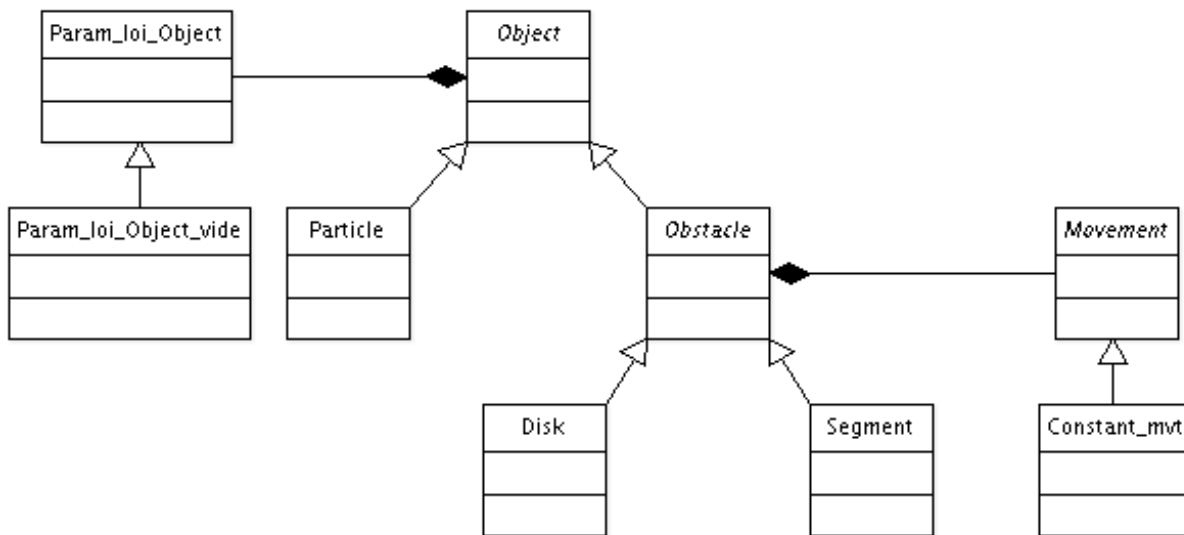 Param_loi_Object
Object
Param_loi_Object_vide
Particle
Obstacle
Movement
Disk
Segment
Constant_mvt